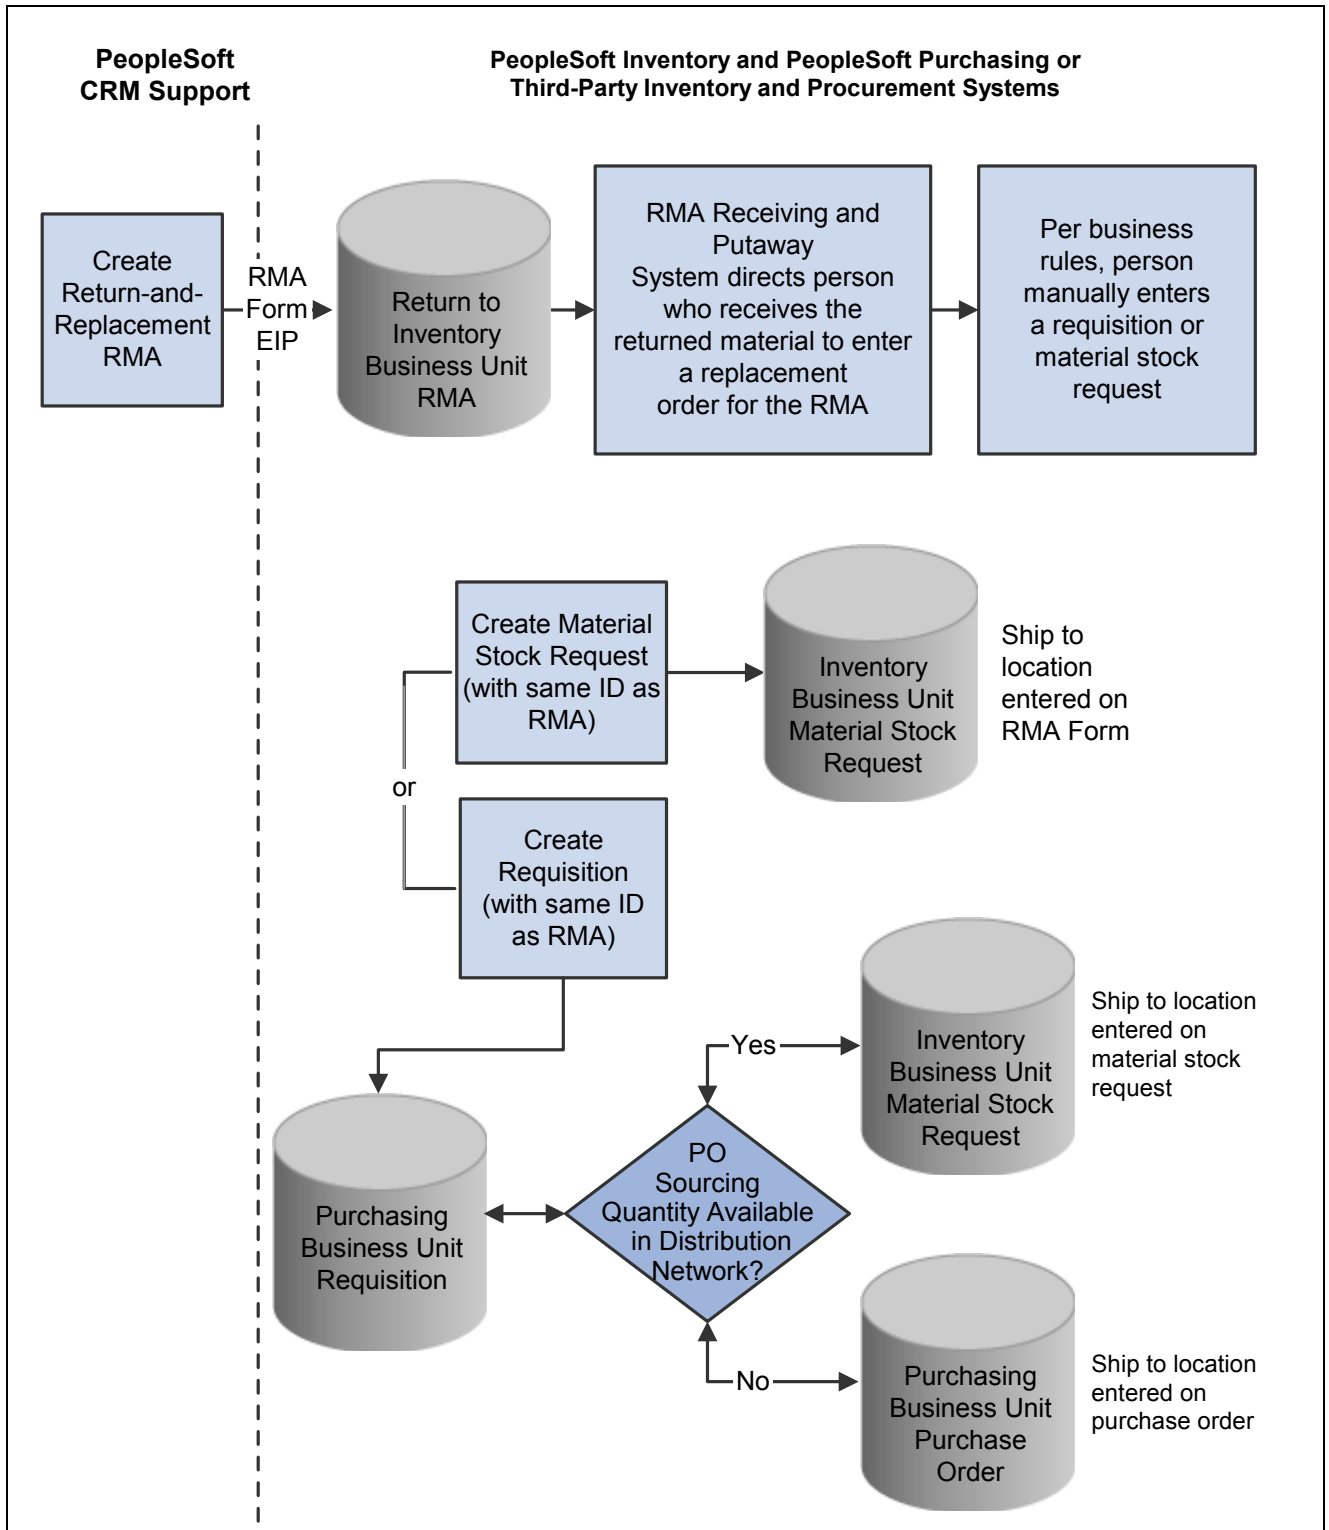 PeopleSoft
CRM Support
PeopleSoft Inventory and PeopleSoft Purchasing or
Third-Party Inventory and Procurement Systems
Create
Return-and-
Replacement
RMA
RMA
Form
EIP
Return to
Inventory
Business Unit
RMA
RMA Receiving and
Putaway
System directs person
who receives the
returned material to enter
a replacement
order for the RMA
Per business
rules, person
manually enters
a requisition or
material stock
request
Create Material
Stock Request
(with same ID as
RMA)
Inventory
Business Unit
Material Stock
Request
Ship to
location
entered on
RMA Form
or
Create
Requisition
(with same ID
as RMA)
Yes
Inventory
Business Unit
Material Stock
Request
Ship to location
entered on
material stock
request
Purchasing
Business Unit
Requisition
PO
Sourcing
Quantity Available
in Distribution
Network?
No
Purchasing
Business Unit
Purchase
Order
Ship to location
entered on
purchase order